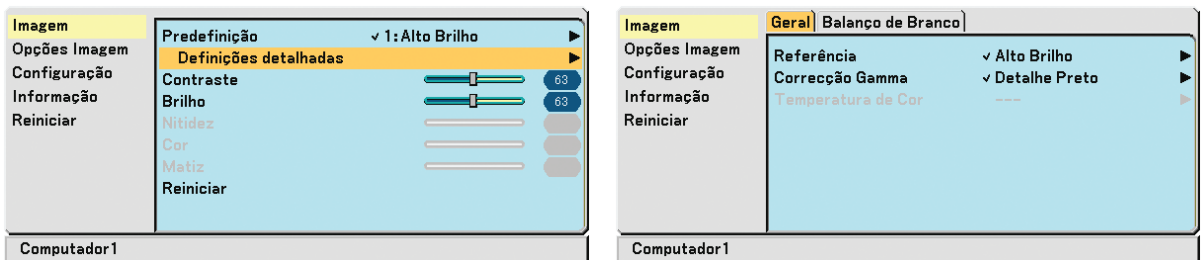 Imagem
Opções Imagem
Configuração
Informação
Reiniciar
Predefinição ✓ 1:Alto Brilho ▶
Definições detalhadas ▶
Contraste 63
Brilho 63
Nitidez
Cor
Matiz
Reiniciar
Computador1
Imagem
Opções Imagem
Configuração
Informação
Reiniciar
Geral Balanço de Branco
Referência ✓ Alto Brilho ▶
Correcção Gamma ✓ Detalhe Preto ▶
Temperatura de Cor --- ▶
Computador1